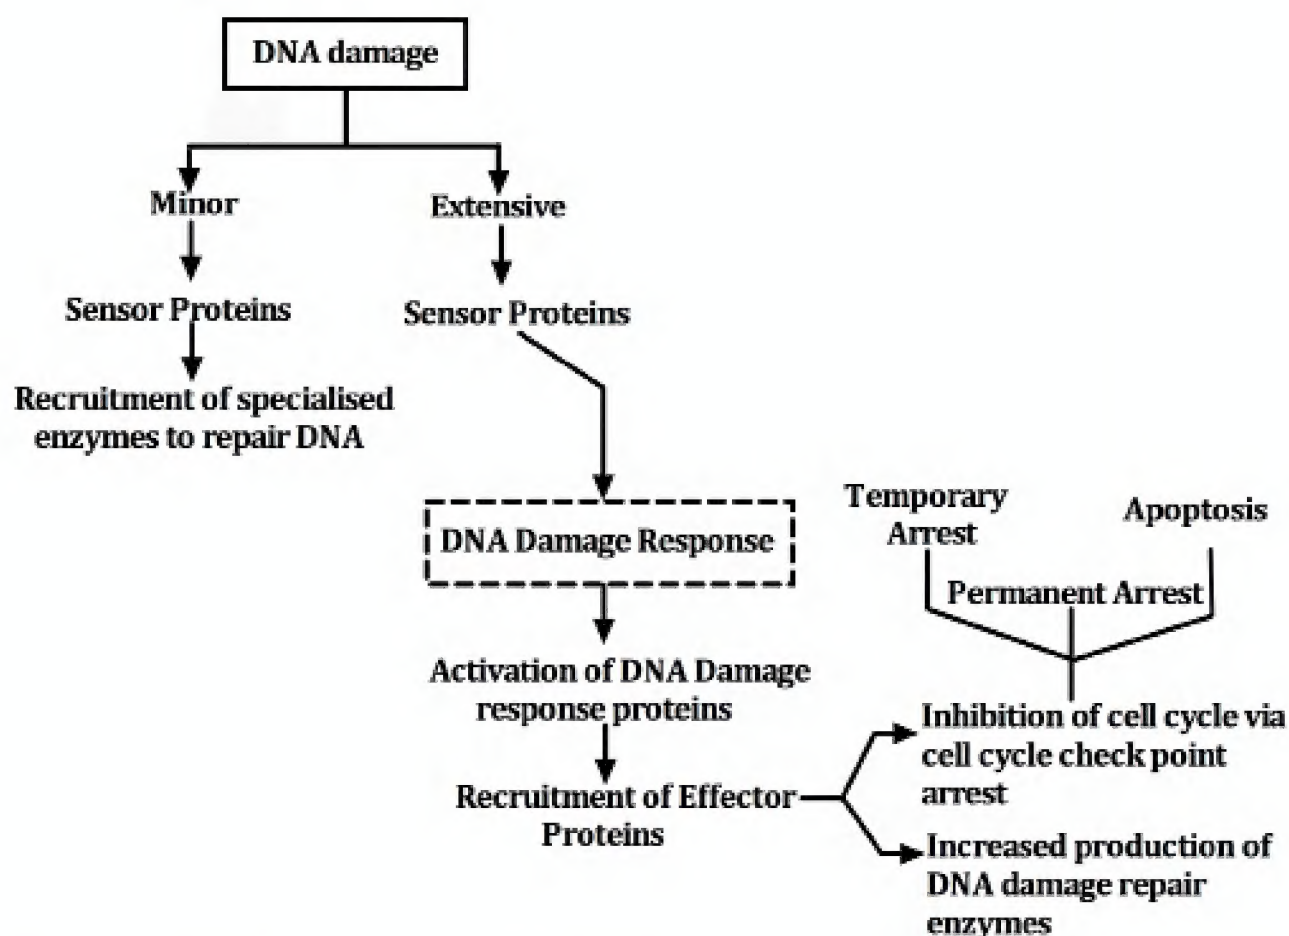 DNA damage
Minor
Extensive
Sensor Proteins
Sensor Proteins
Recruitment of specialised
enzymes to repair DNA
DNA Damage Response
Temporary
Arrest
Apoptosis
Permanent Arrest
Activation of DNA Damage
response proteins
Inhibition of cell cycle via
cell cycle check point
arrest
Recruitment of Effector
Proteins
Increased production of
DNA damage repair
enzymes